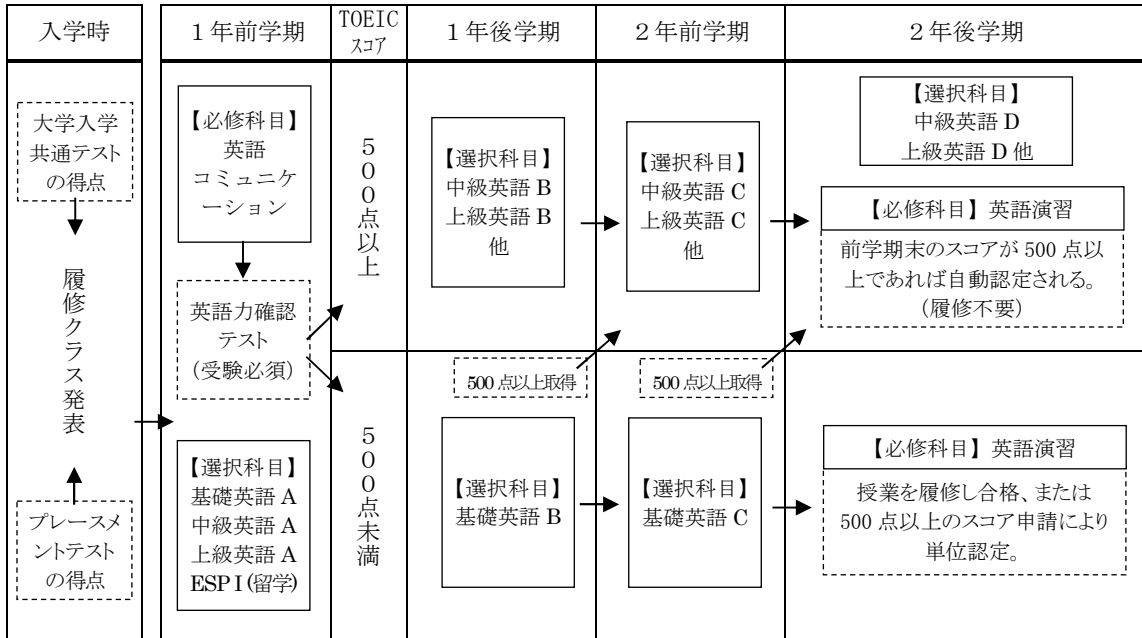 入学時
1年前学期
TOEIC
スコア
1年後学期
2年前学期
2年後学期
大学入学
共通テスト
の得点
履修クラス発表
プレースメ
ントテスト
の得点
【必修科目】
英語
コミュニケ
ーション
英語力確認
テスト
(受験必須)
【選択科目】
基礎英語 A
中級英語 A
上級英語 A
ESPⅠ(留学)
500点以上
500点未満
【選択科目】
中級英語 B
上級英語 B
他
500 点以上取得
【選択科目】
基礎英語 B
【選択科目】
中級英語 C
上級英語 C
他
500 点以上取得
【選択科目】
基礎英語 C
【選択科目】
中級英語 D
上級英語 D 他
【必修科目】英語演習
前学期末のスコアが 500 点以
上であれば自動認定される。
(履修不要)
【必修科目】英語演習
授業を履修し合格、または
500 点以上のスコア申請により
単位認定。